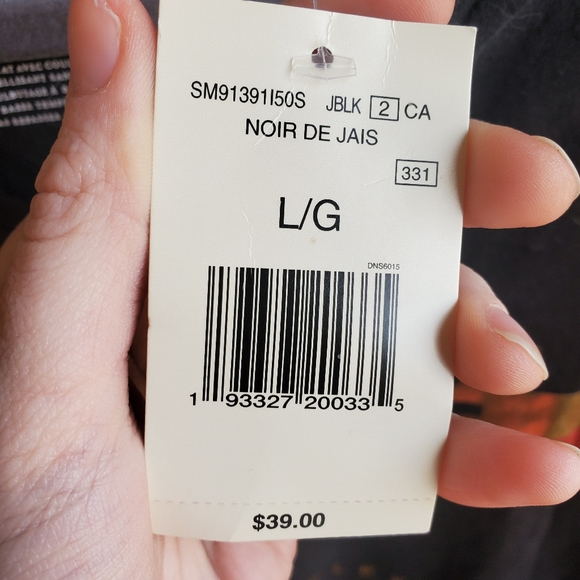 SM91391I50S JBLK 2 CA
NOIR DE JAIS
331
L/G
DNS6015
1 93327 20033 5
$39.00